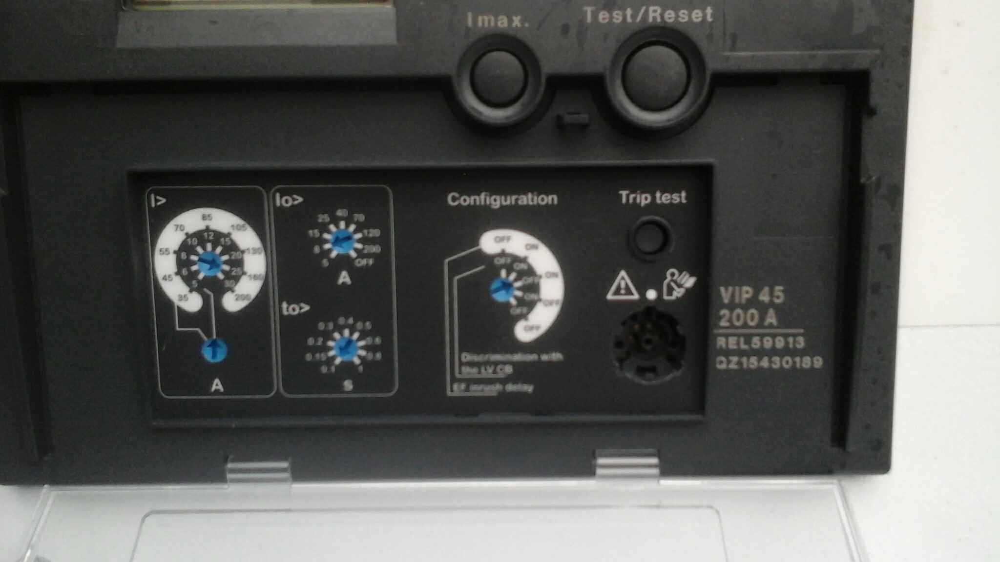 Imax.
Test/Reset
I>
85
70
105
55
130
45
160
35
200
12
10
15
8
20
6
25
5
30
A
Io>
40
25
70
15
120
8
200
5
OFF
A
to>
0.4
0.3
0.5
0.2
0.6
0.15
0.8
0.1
1
s
Configuration
OFF
ON
ON
OFF
OFF
OFF
ON
OFF
ON
OFF
Discrimination with
the LV CB
EF inrush delay
Trip test
VIP 45
200 A
REL59913
QZ15430189